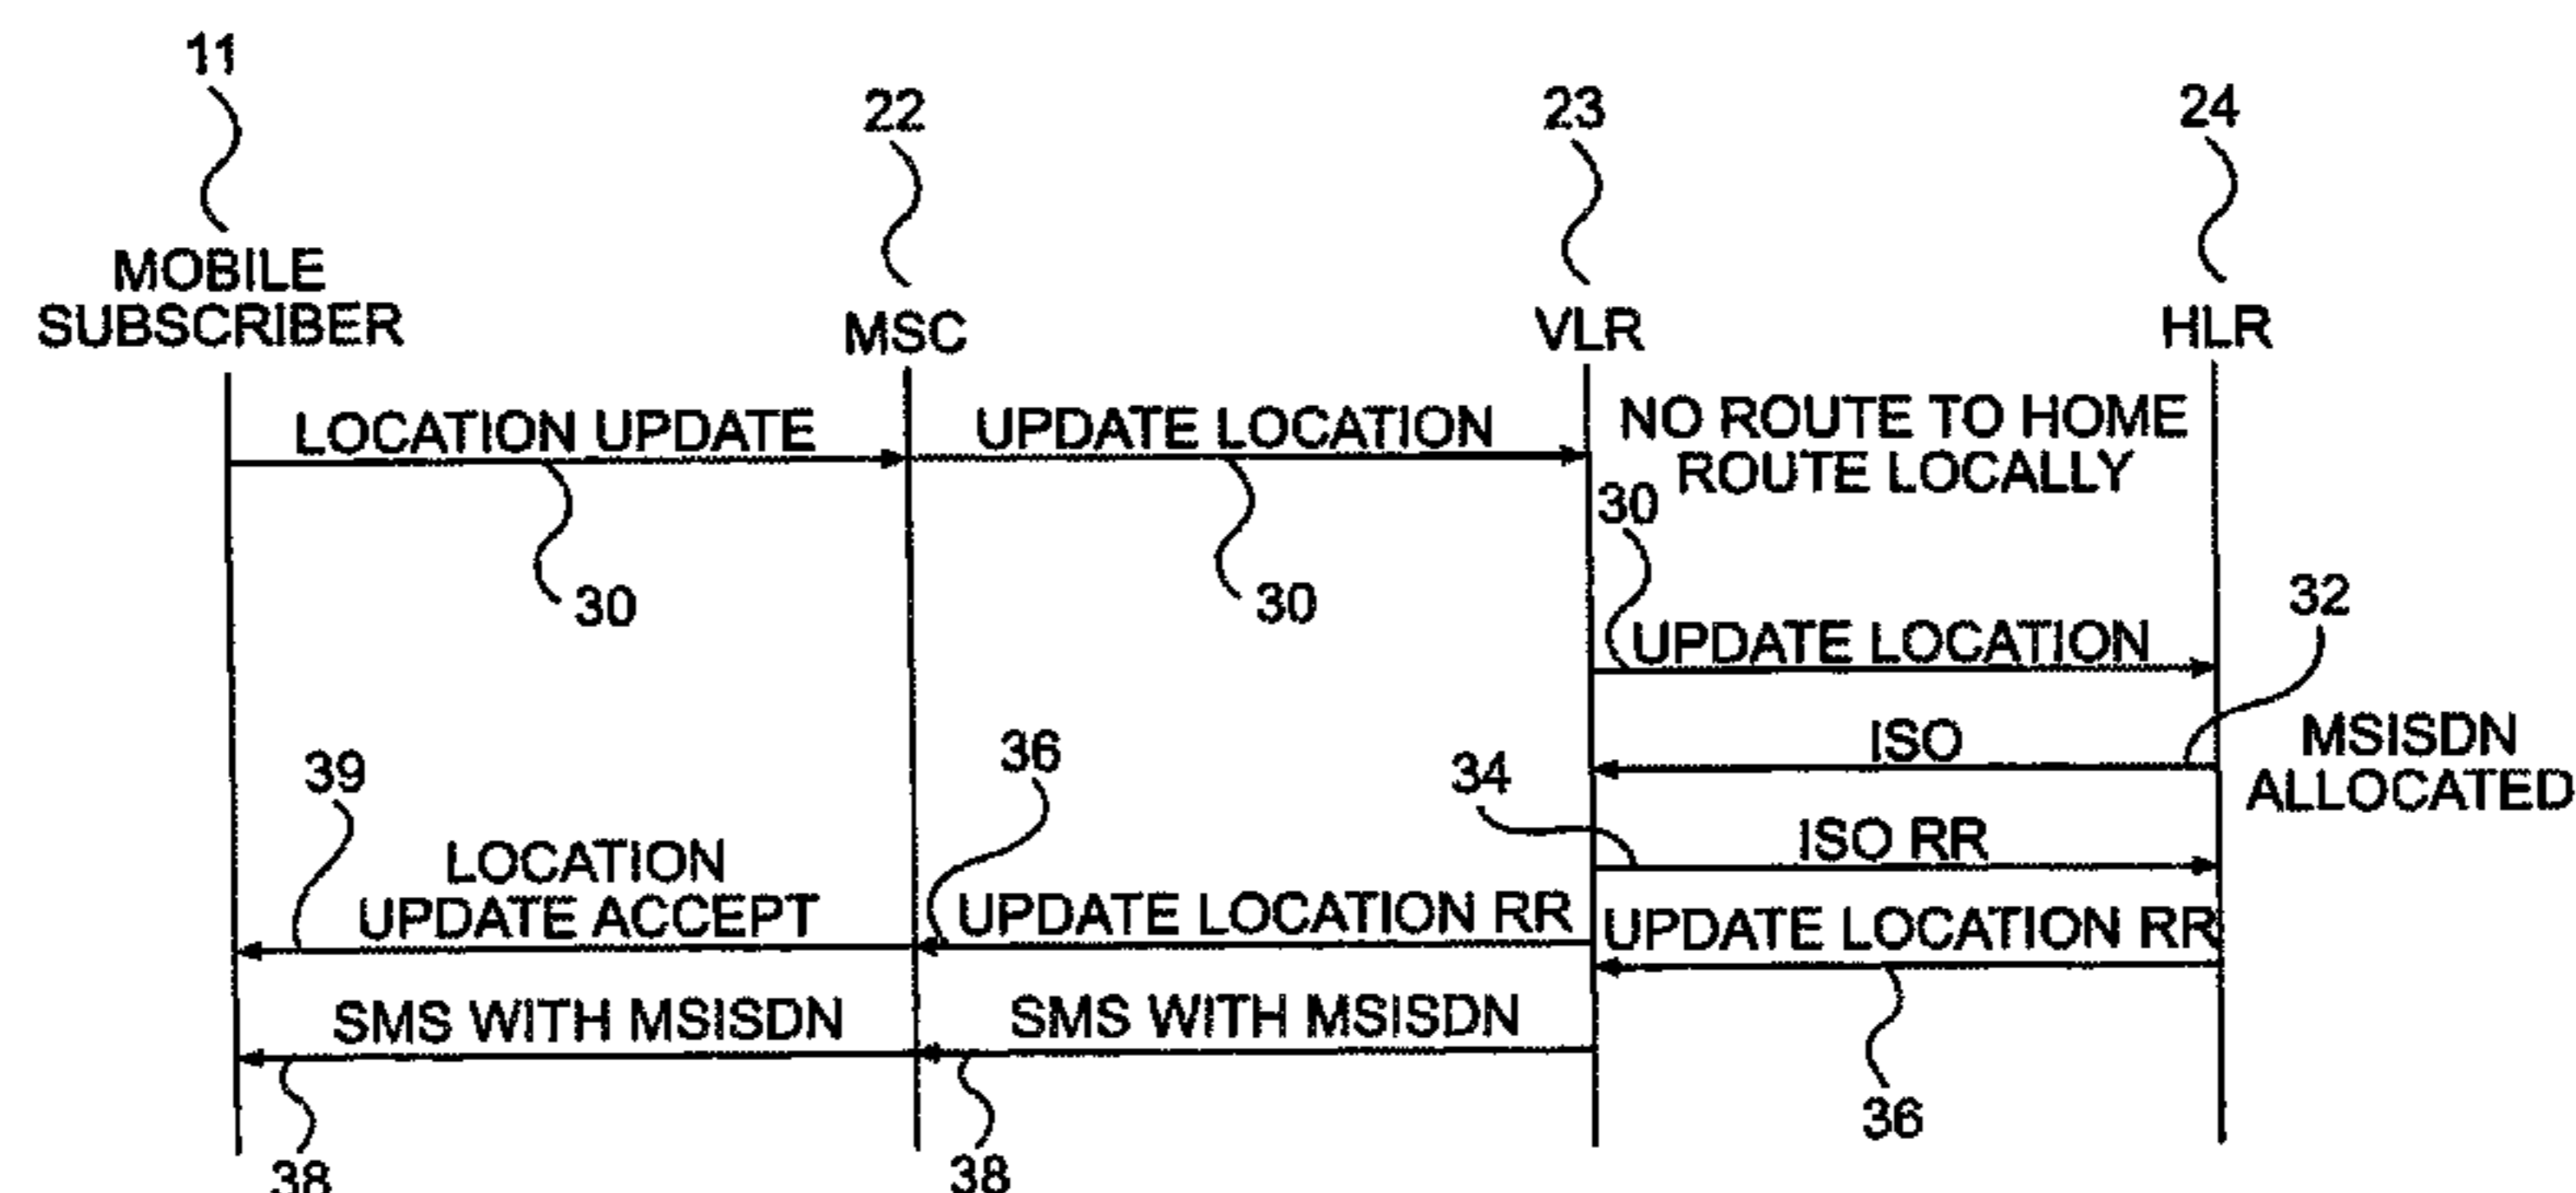 11
22
23
24
MOBILE
SUBSCRIBER
MSC
VLR
HLR
LOCATION UPDATE
UPDATE LOCATION
NO ROUTE TO HOME
ROUTE LOCALLY
30
30
30
UPDATE LOCATION
32
ISO
MSISDN
ALLOCATED
39
36
34
ISO RR
LOCATION
UPDATE ACCEPT
UPDATE LOCATION RR
UPDATE LOCATION RR
SMS WITH MSISDN
SMS WITH MSISDN
36
38
38